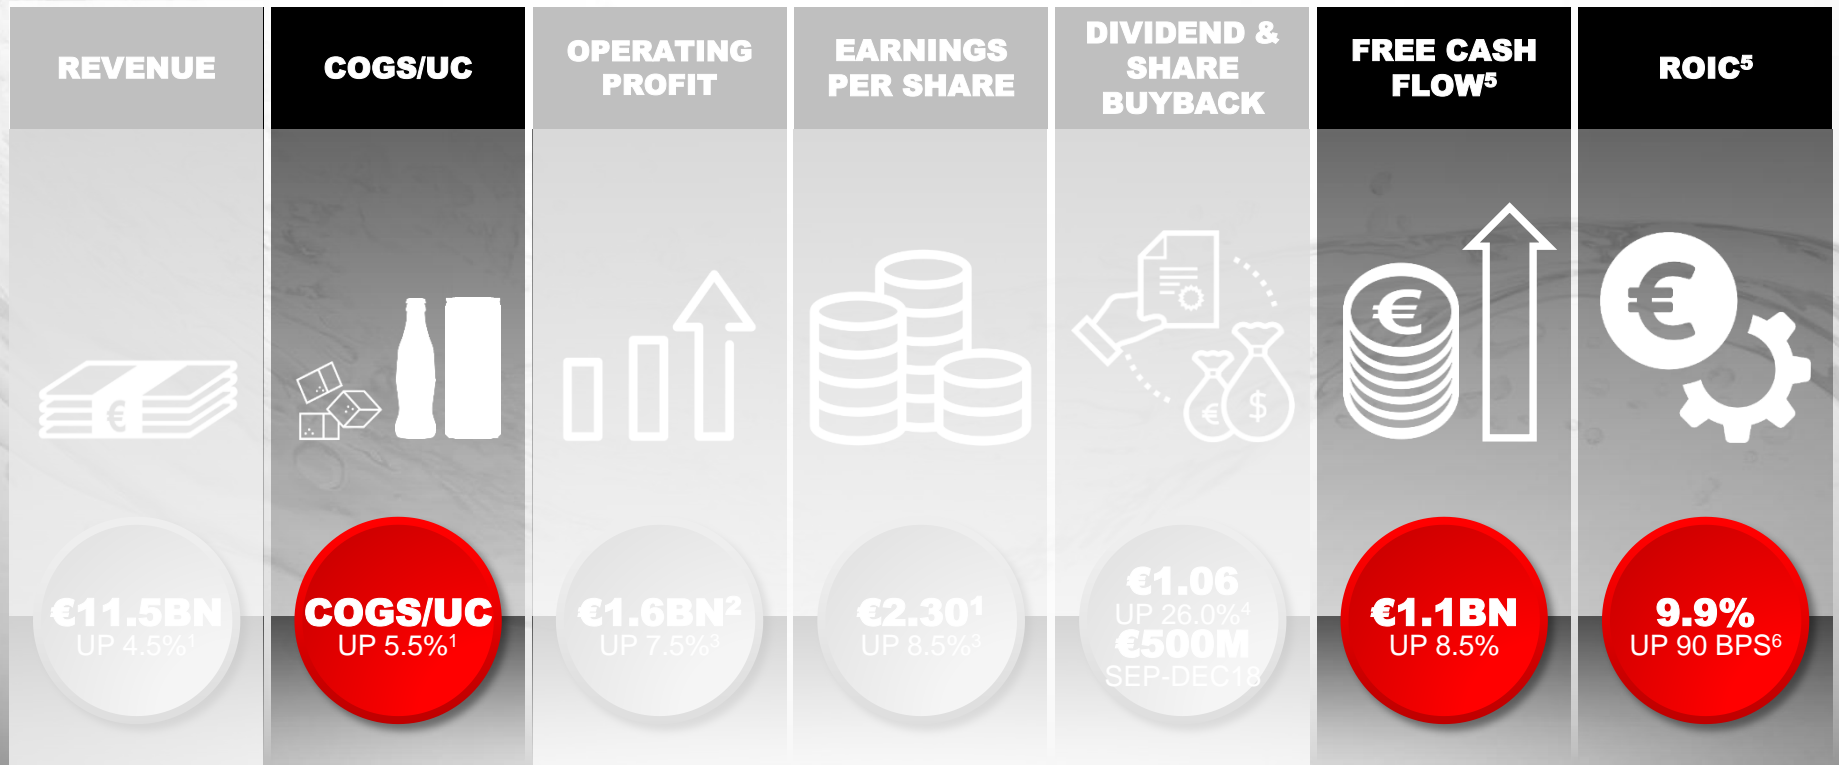 REVENUE
€
€11.5BN
UP 4.5%¹
COGS/UC
COGS/UC
UP 5.5%¹
OPERATING
PROFIT
€1.6BN²
UP 7.5%³
EARNINGS
PER SHARE
€2.30¹
UP 8.5%³
DIVIDEND &
SHARE
BUYBACK
€
$
€1.06
UP 26.0%⁴
€500M
SEP-DEC18
FREE CASH
FLOW⁵
€
€1.1BN
UP 8.5%
ROIC⁵
€
9.9%
UP 90 BPS⁶